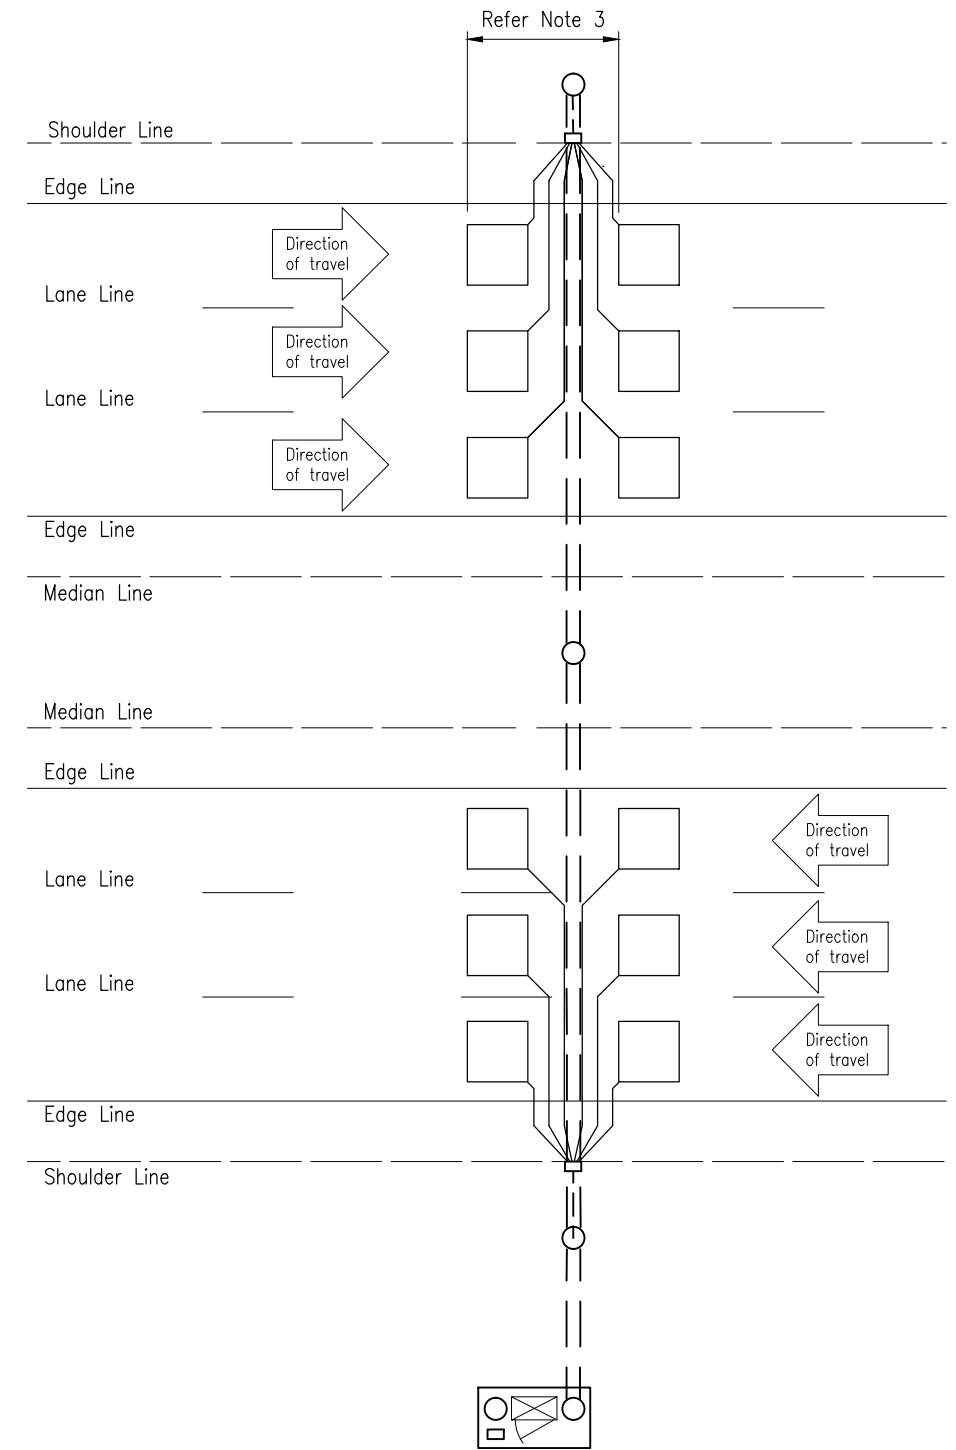 Refer Note 3
Shoulder Line
Edge Line
Direction
of travel
Lane Line
Direction
of travel
Lane Line
Direction
of travel
Edge Line
Median Line
Median Line
Edge Line
Direction
of travel
Lane Line
Direction
of travel
Lane Line
Direction
of travel
Edge Line
Shoulder Line